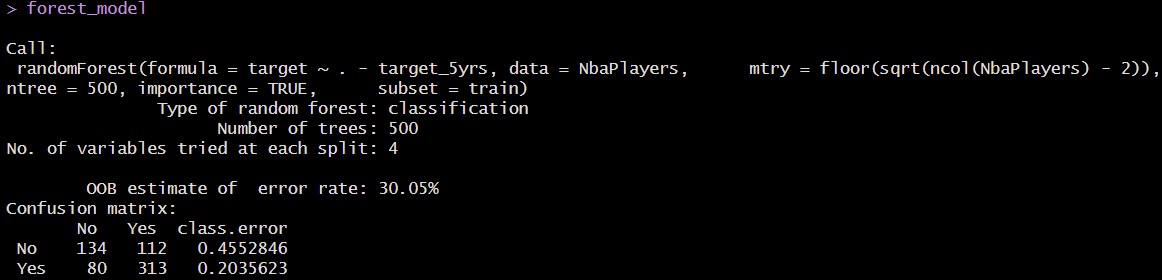 > forest_model
Call:
randomForest(formula = target ~ . - target_5yrs, data = NbaPlayers, mtry = floor(sqrt(ncol(NbaPlayers) - 2)),
ntree = 500, importance = TRUE, subset = train)
Type of random forest: classification
Number of trees: 500
No. of variables tried at each split: 4
OOB estimate of error rate: 30.05%
Confusion matrix:
No Yes class.error
No 134 112 0.4552846
Yes 80 313 0.2035623